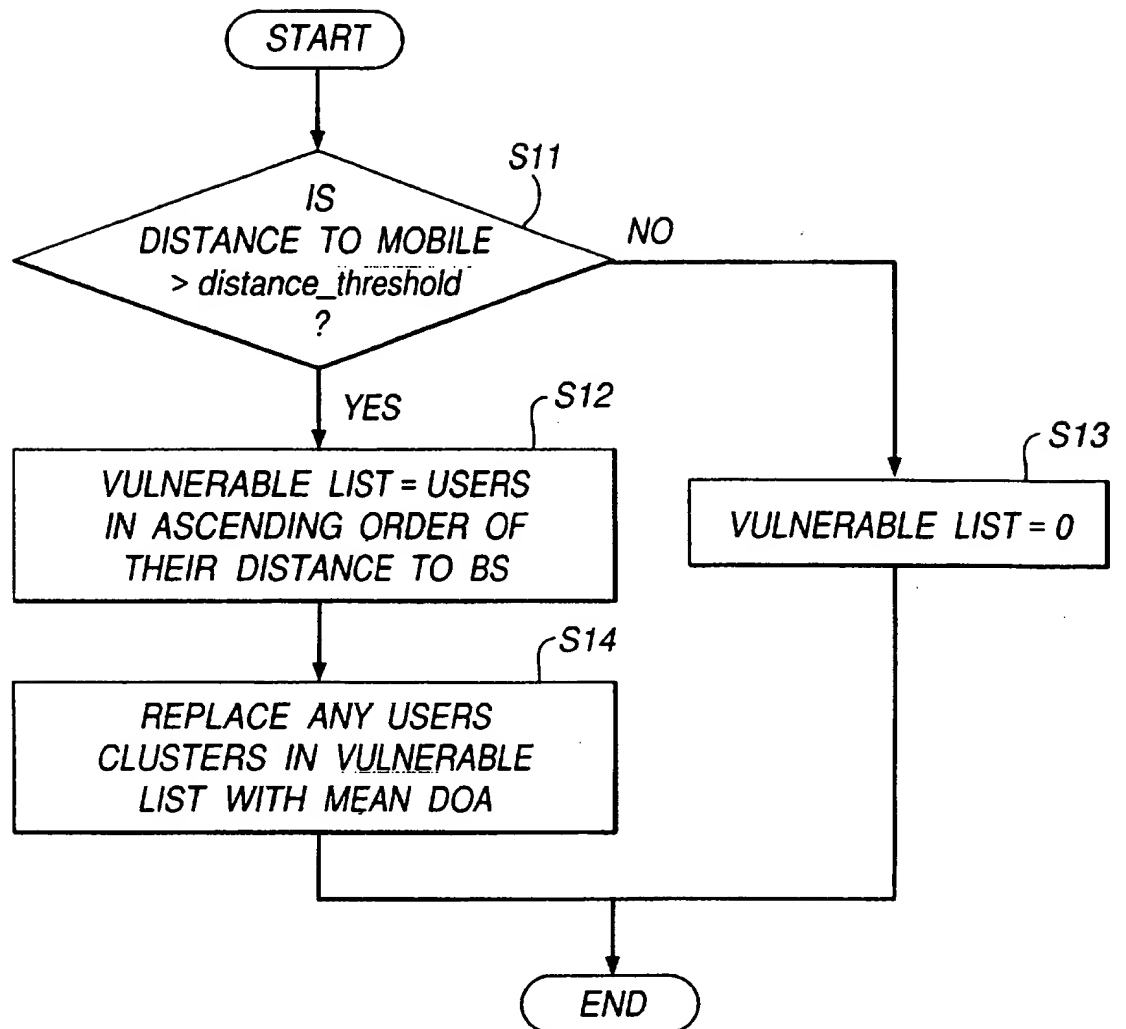 START
S11
IS
DISTANCE TO MOBILE
> distance_threshold
?
NO
YES
S12
VULNERABLE LIST = USERS
IN ASCENDING ORDER OF
THEIR DISTANCE TO BS
S13
VULNERABLE LIST = 0
S14
REPLACE ANY USERS
CLUSTERS IN VULNERABLE
LIST WITH MEAN DOA
END